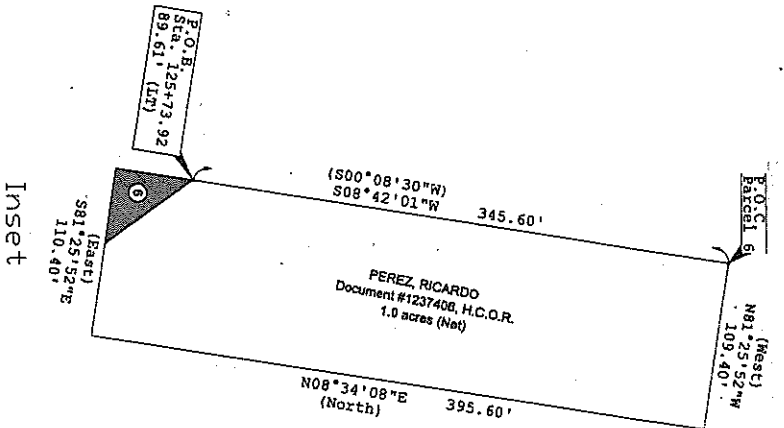 P.O.B.
Sta. 125+73.92
89.61' (LT)
P.O.C
Parcel 6
(S00°08'30"W)
S08°42'01"W 345.60'
(West)
N81°25'52"W
109.40'
PEREZ, RICARDO
Document #1237406, H.C.O.R.
1.0 acres (Net)
6
(East)
S81°25'52"E
110.40'
N08°34'08"E 395.60'
(North)
Inset